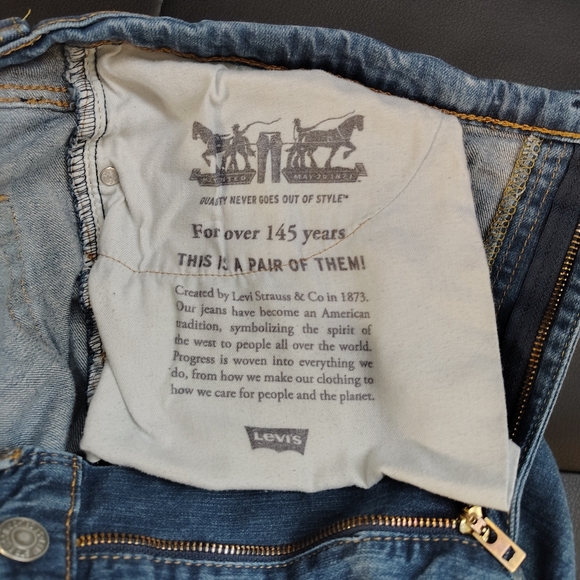 PATENTED MAY 20 1873
QUALITY NEVER GOES OUT OF STYLE™
For over 145 years
THIS IS A PAIR OF THEM!
Created by Levi Strauss & Co in 1873.
Our jeans have become an American
tradition, symbolizing the spirit of
the west to people all over the world.
Progress is woven into everything we
do, from how we make our clothing to
how we care for people and the planet.
Levi's